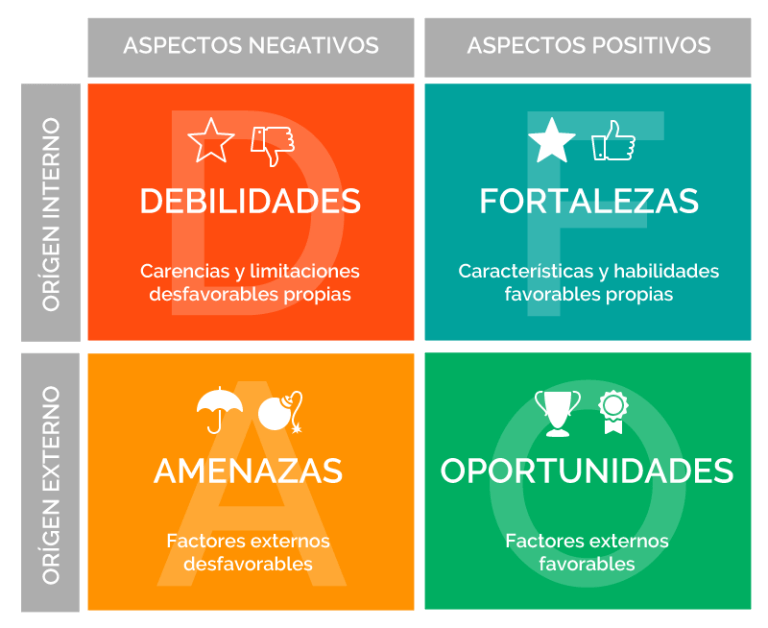 ASPECTOS NEGATIVOS
ASPECTOS POSITIVOS
ORÍGEN INTERNO
D
DEBILIDADES
Carencias y limitaciones
desfavorables propias
F
FORTALEZAS
Características y habilidades
favorables propias
ORÍGEN EXTERNO
A
AMENAZAS
Factores externos
desfavorables
O
OPORTUNIDADES
Factores externos
favorables